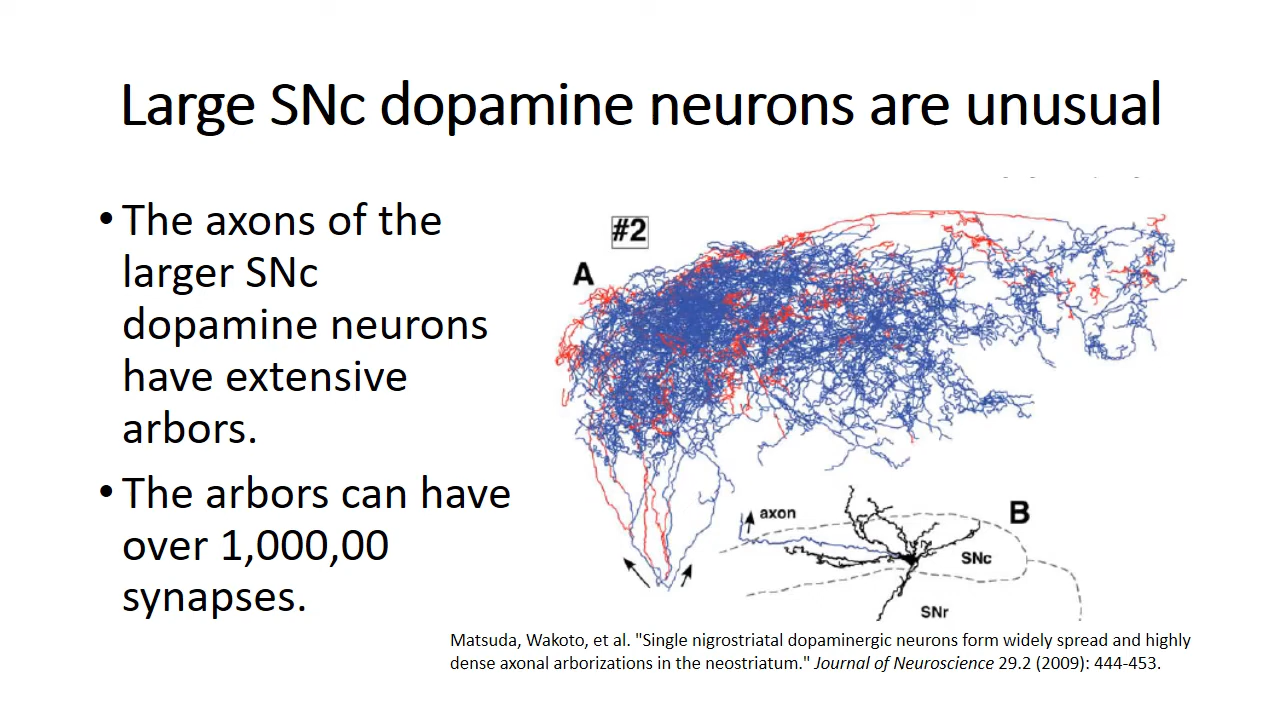 Large SNc dopamine neurons are unusual
• The axons of the
larger SNc
dopamine neurons
have extensive
arbors.
• The arbors can have
over 1,000,00
synapses.
#2
A
axon
B
SNc
SNr
Matsuda, Wakoto, et al. "Single nigrostriatal dopaminergic neurons form widely spread and highly
dense axonal arborizations in the neostriatum." Journal of Neuroscience 29.2 (2009): 444-453.